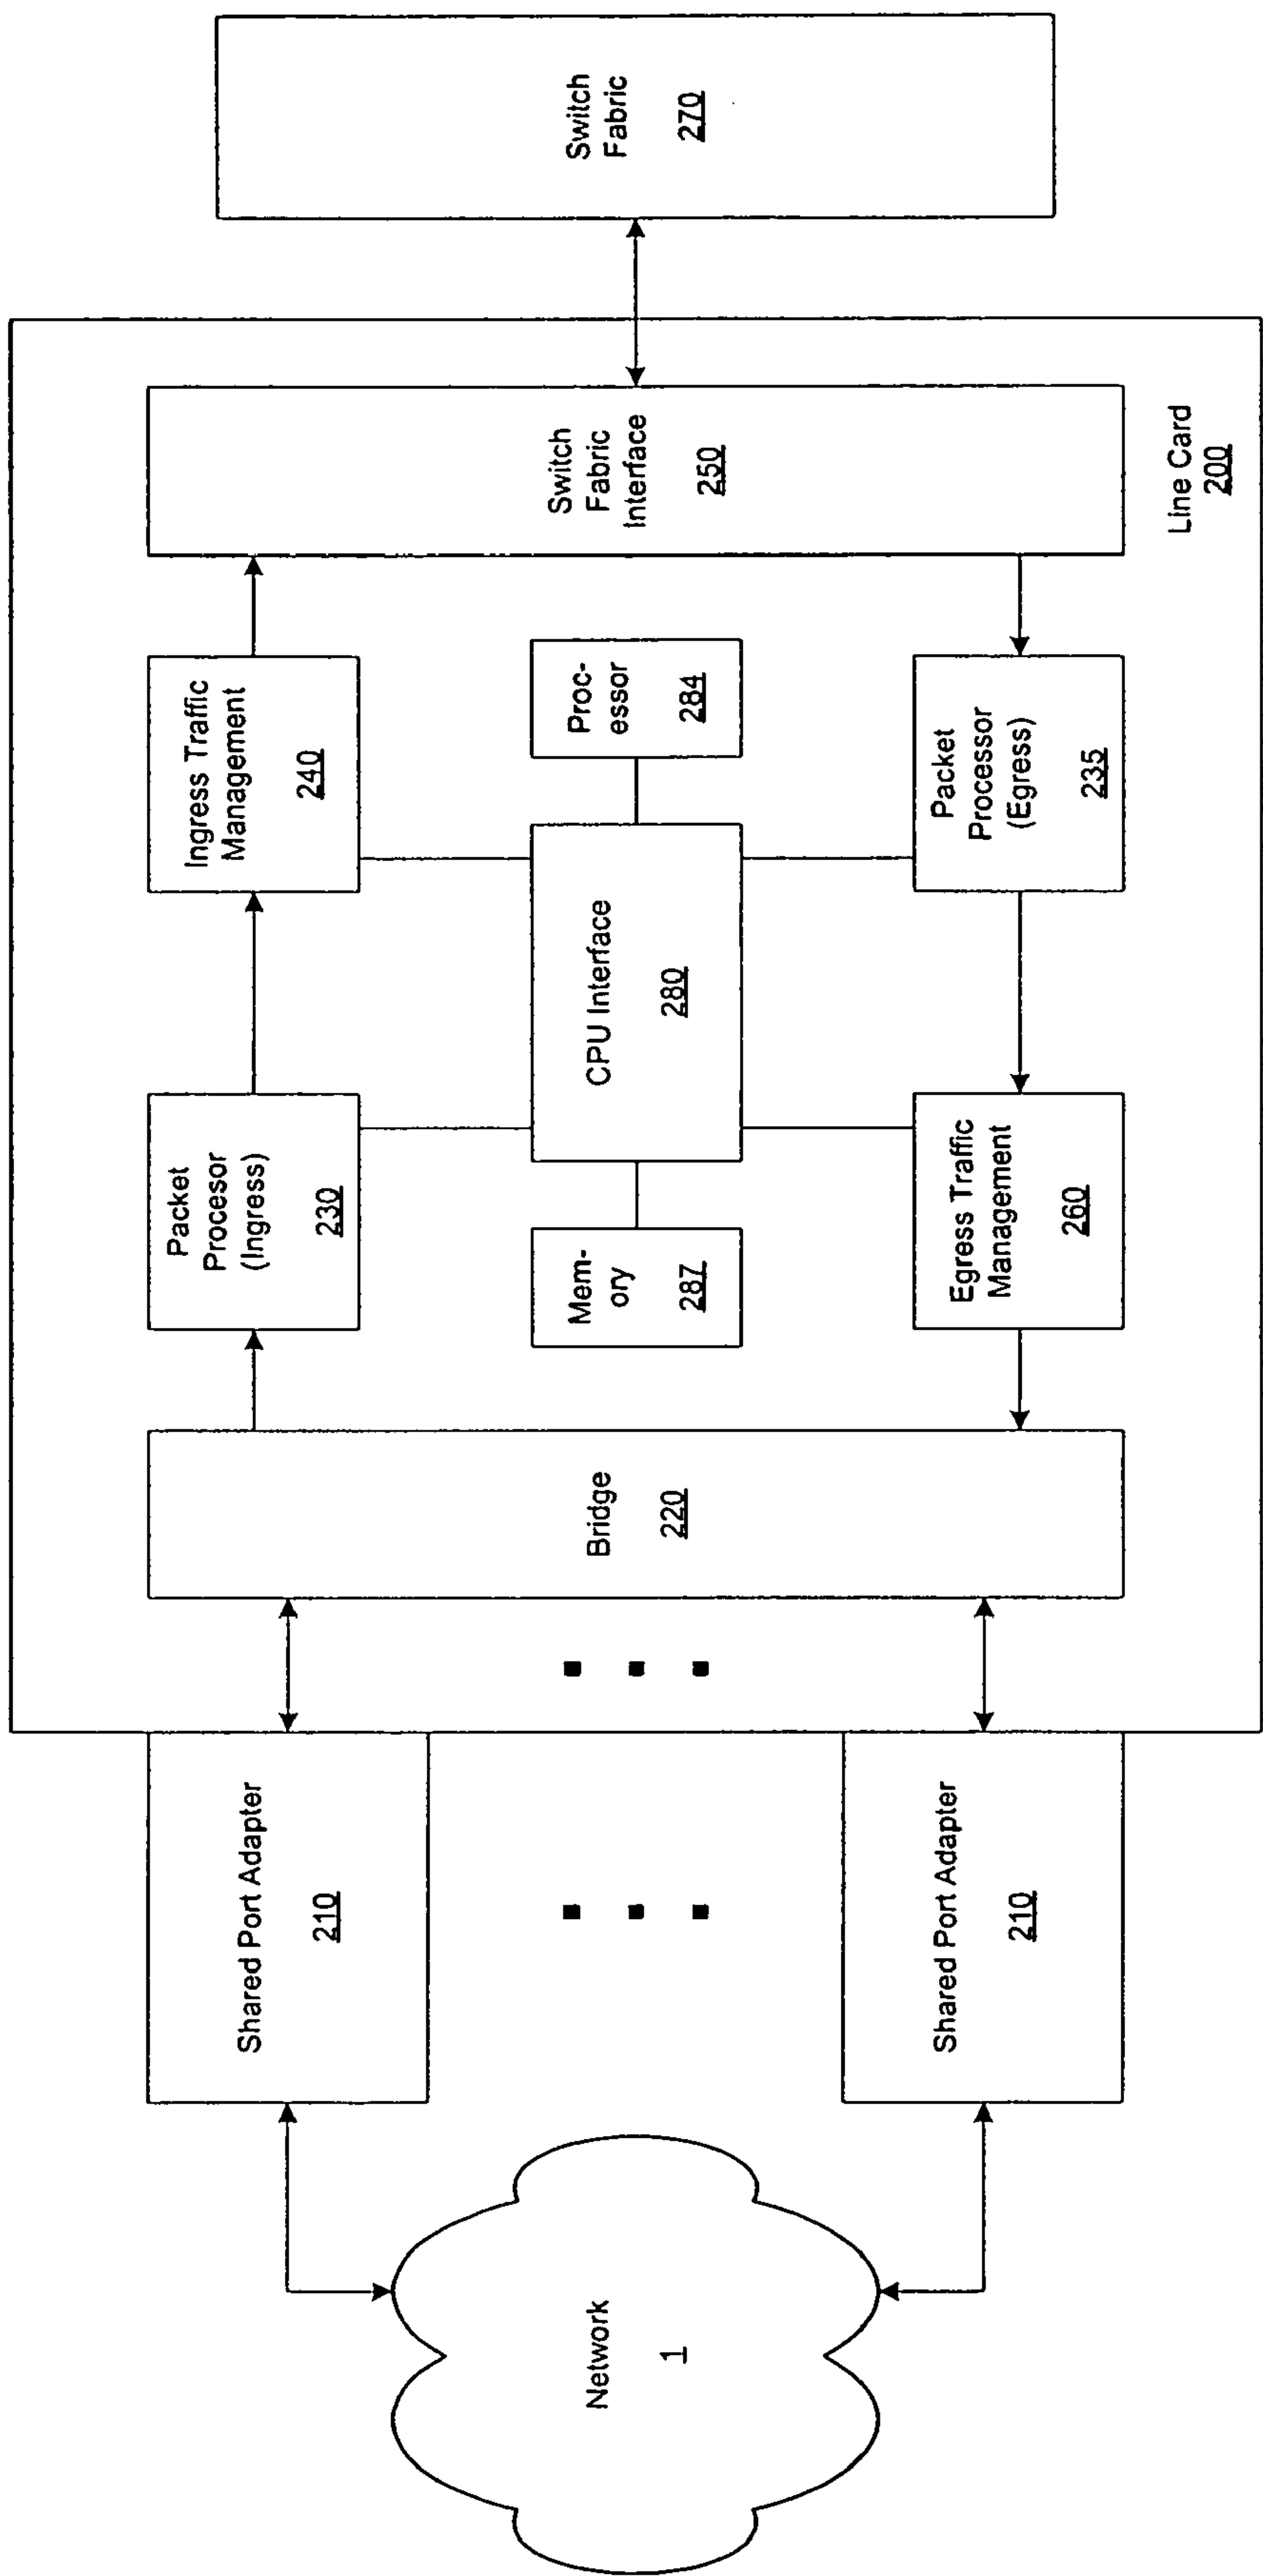 Network
1
Shared Port Adapter
210
Shared Port Adapter
210
Bridge
220
Packet
Procesor
(Ingress)
230
Ingress Traffic
Management
240
Mem-
ory
287
CPU Interface
280
Proc-
essor
284
Egress Traffic
Management
260
Packet
Processor
(Egress)
235
Switch
Fabric
Interface
250
Line Card
200
Switch
Fabric
270